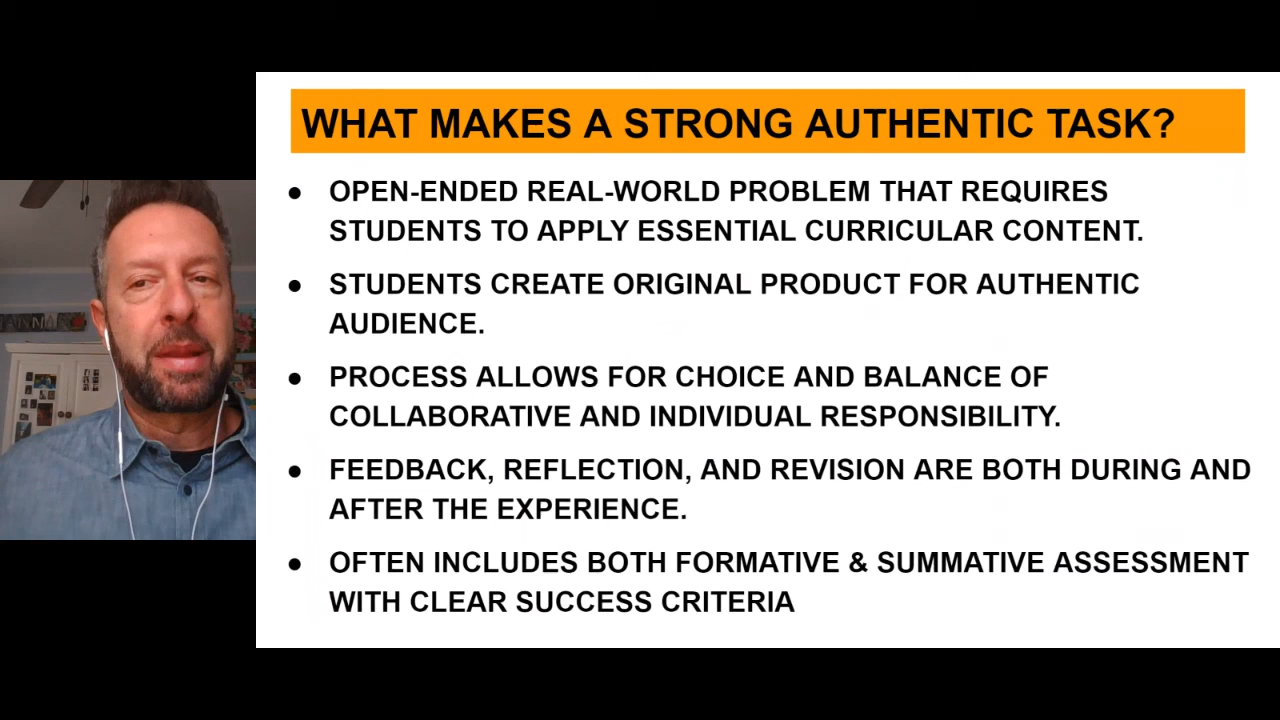 WHAT MAKES A STRONG AUTHENTIC TASK?
● OPEN-ENDED REAL-WORLD PROBLEM THAT REQUIRES
STUDENTS TO APPLY ESSENTIAL CURRICULAR CONTENT.
● STUDENTS CREATE ORIGINAL PRODUCT FOR AUTHENTIC
AUDIENCE.
● PROCESS ALLOWS FOR CHOICE AND BALANCE OF
COLLABORATIVE AND INDIVIDUAL RESPONSIBILITY.
● FEEDBACK, REFLECTION, AND REVISION ARE BOTH DURING AND
AFTER THE EXPERIENCE.
● OFTEN INCLUDES BOTH FORMATIVE & SUMMATIVE ASSESSMENT
WITH CLEAR SUCCESS CRITERIA